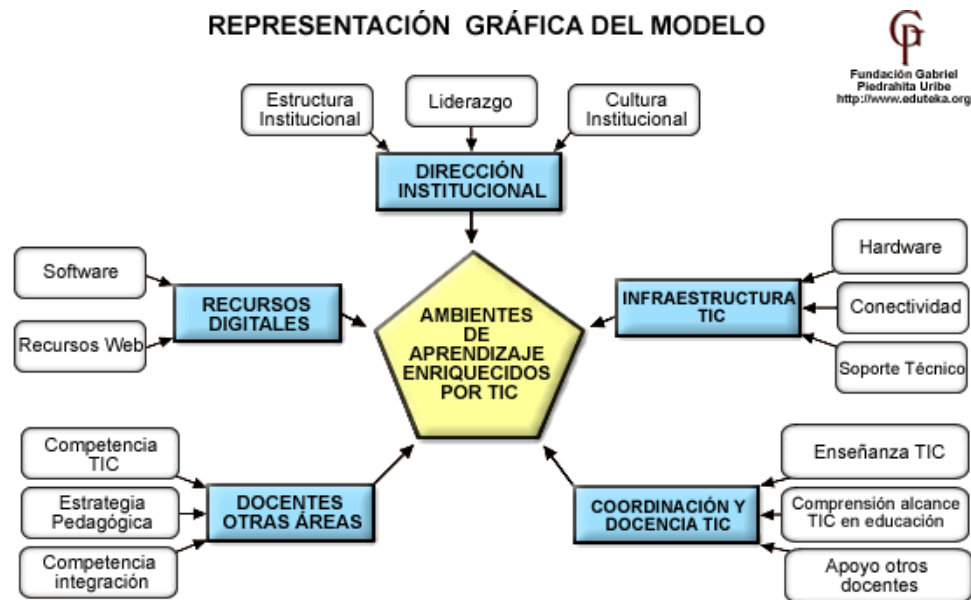 REPRESENTACIÓN GRÁFICA DEL MODELO
GP
Fundación Gabriel
Piedrahita Uribe
http://www.eduteka.org
Estructura
Institucional
Liderazgo
Cultura
Institucional
DIRECCIÓN
INSTITUCIONAL
Software
Recursos Web
RECURSOS
DIGITALES
AMBIENTES
DE
APRENDIZAJE
ENRIQUECIDOS
POR TIC
INFRAESTRUCTURA
TIC
Hardware
Conectividad
Soporte Técnico
Competencia
TIC
Estrategia
Pedagógica
Competencia
integración
DOCENTES
OTRAS ÁREAS
COORDINACIÓN Y
DOCENCIA TIC
Enseñanza TIC
Comprensión alcance
TIC en educación
Apoyo otros
docentes